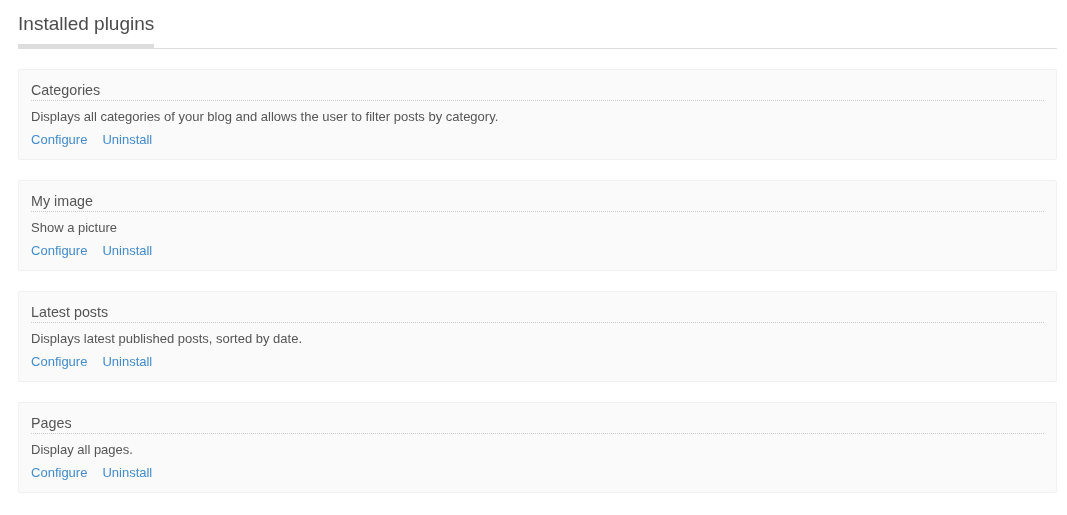 Installed plugins
Categories
Displays all categories of your blog and allows the user to filter posts by category.
Configure Uninstall
My image
Show a picture
Configure Uninstall
Latest posts
Displays latest published posts, sorted by date.
Configure Uninstall
Pages
Display all pages.
Configure Uninstall